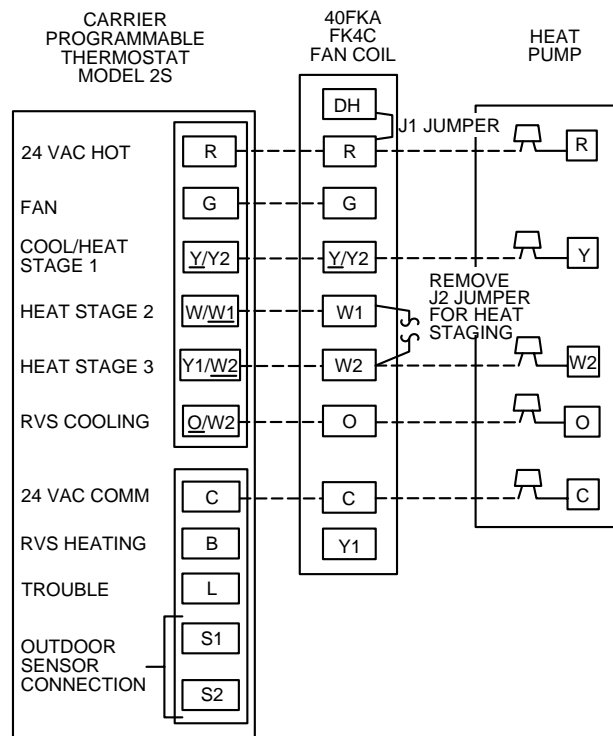 CARRIER
PROGRAMMABLE
THERMOSTAT
MODEL 2S
40FKA
FK4C
FAN COIL
HEAT
PUMP
DH
J1 JUMPER
24 VAC HOT
R
R
R
FAN
G
G
COOL/HEAT
STAGE 1
Y/Y2
Y/Y2
Y
REMOVE
J2 JUMPER
FOR HEAT
STAGING
HEAT STAGE 2
W/W1
W1
HEAT STAGE 3
Y1/W2
W2
W2
RVS COOLING
O/W2
O
O
24 VAC COMM
C
C
C
RVS HEATING
B
Y1
TROUBLE
L
OUTDOOR
SENSOR
CONNECTION
S1
S2